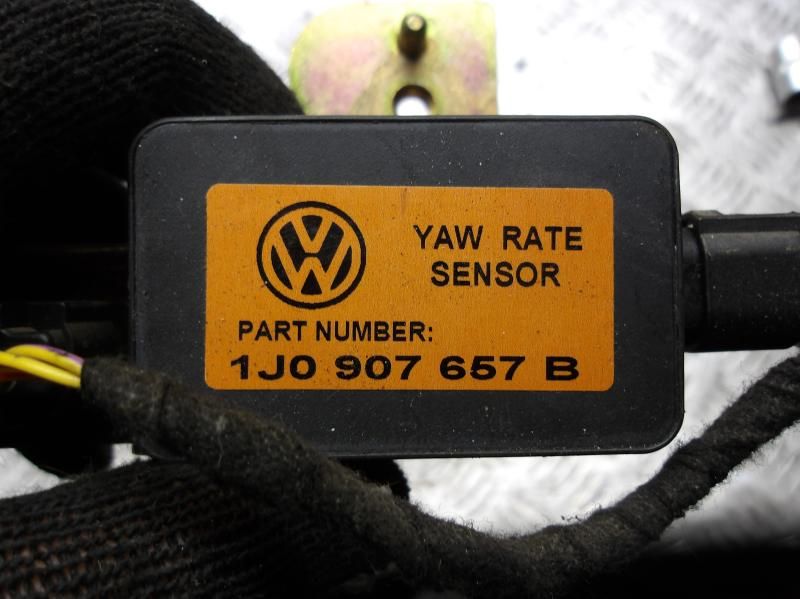 YAW RATE
SENSOR
PART NUMBER:
1J0 907 657 B